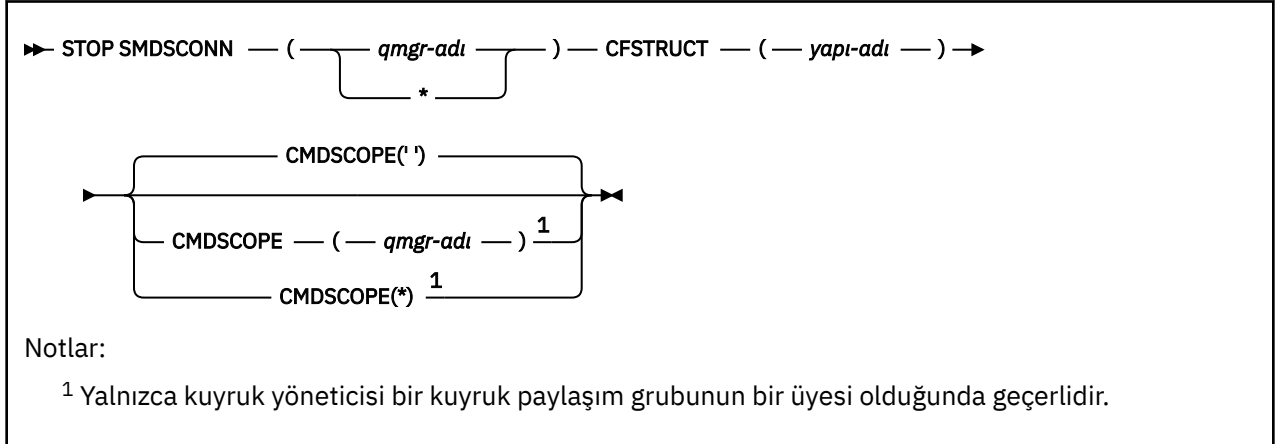 STOP SMDSCONN ( qmgr-adı ) CFSTRUCT ( yapı-adı )
*
CMDSCOPE(' ')
CMDSCOPE ( qmgr-adı ) 1
CMDSCOPE(*) 1
Notlar:
1 Yalnızca kuyruk yöneticisi bir kuyruk paylaşım grubunun bir üyesi olduğunda geçerlidir.